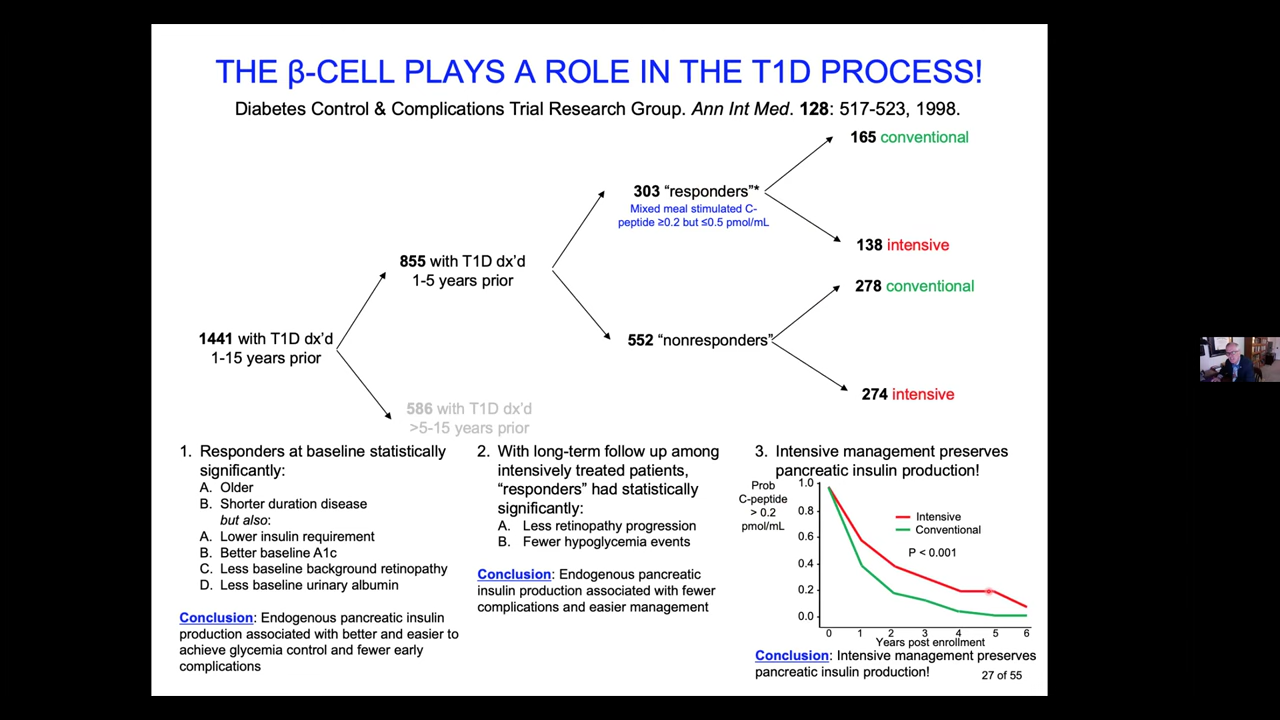 THE β-CELL PLAYS A ROLE IN THE T1D PROCESS!
Diabetes Control & Complications Trial Research Group. Ann Int Med. 128: 517-523, 1998.
165 conventional
303 “responders”*
Mixed meal stimulated C-
peptide ≥0.2 but ≤0.5 pmol/mL
138 intensive
855 with T1D dx’d
1-5 years prior
278 conventional
1441 with T1D dx’d
1-15 years prior
552 “nonresponders”
274 intensive
586 with T1D dx’d
>5-15 years prior
1. Responders at baseline statistically
significantly:
A. Older
B. Shorter duration disease
but also:
A. Lower insulin requirement
B. Better baseline A1c
C. Less baseline background retinopathy
D. Less baseline urinary albumin
Conclusion: Endogenous pancreatic insulin
production associated with better and easier to
achieve glycemia control and fewer early
complications
2. With long-term follow up among
intensively treated patients,
“responders” had statistically
significantly:
A. Less retinopathy progression
B. Fewer hypoglycemia events
Conclusion: Endogenous pancreatic
insulin production associated with fewer
complications and easier management
3. Intensive management preserves
pancreatic insulin production!
Prob
C-peptide
> 0.2
pmol/mL
1.0
0.8
0.6
0.4
0.2
0.0
Intensive
Conventional
P < 0.001
0 1 2 3 4 5 6
Years post enrollment
Conclusion: Intensive management preserves
pancreatic insulin production!
27 of 55